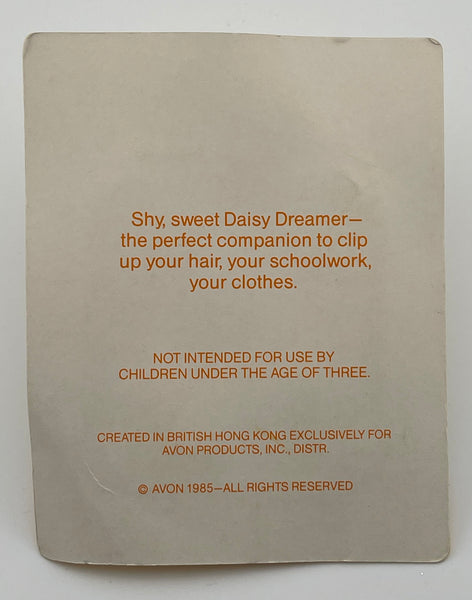 Shy, sweet Daisy Dreamer—
the perfect companion to clip
up your hair, your schoolwork,
your clothes.
NOT INTENDED FOR USE BY
CHILDREN UNDER THE AGE OF THREE.
CREATED IN BRITISH HONG KONG EXCLUSIVELY FOR
AVON PRODUCTS, INC., DISTR.
© AVON 1985—ALL RIGHTS RESERVED